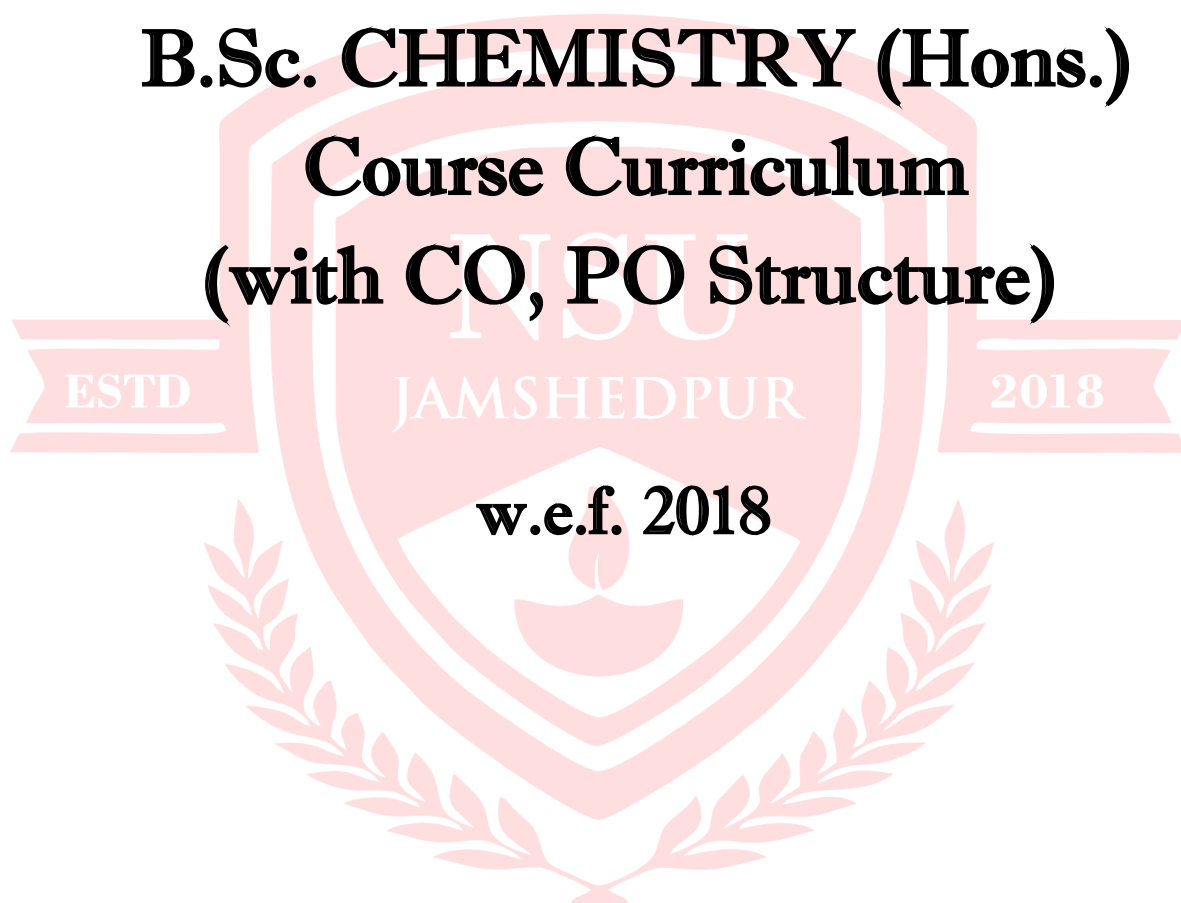 B.Sc. CHEMISTRY (Hons.)
Course Curriculum
(with CO, PO Structure)
NSU
ESTD
JAMSHEDPUR
2018
w.e.f. 2018